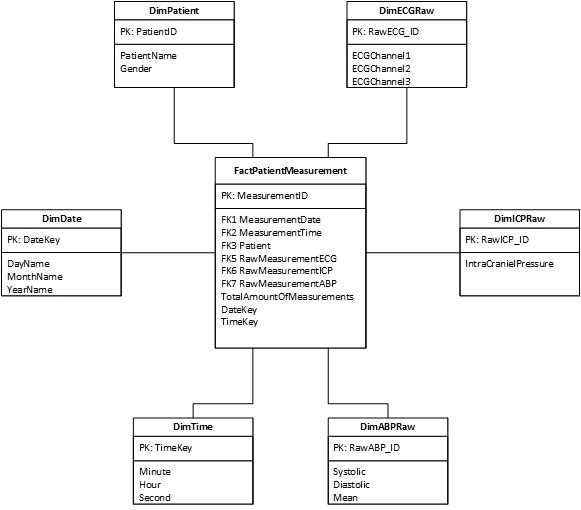 DimPatient
PK: PatientID
PatientName
Gender
DimECGRaw
PK: RawECG_ID
ECGChannel1
ECGChannel2
ECGChannel3
FactPatientMeasurement
PK: MeasurementID
FK1 MeasurementDate
FK2 MeasurementTime
FK3 Patient
FK5 RawMeasurementECG
FK6 RawMeasurementICP
FK7 RawMeasurementABP
TotalAmountOfMeasurements
DateKey
TimeKey
DimDate
PK: DateKey
DayName
MonthName
YearName
DimICPRaw
PK: RawICP_ID
IntraCranielPressure
DimTime
PK: TimeKey
Minute
Hour
Second
DimABPRaw
PK: RawABP_ID
Systolic
Diastolic
Mean